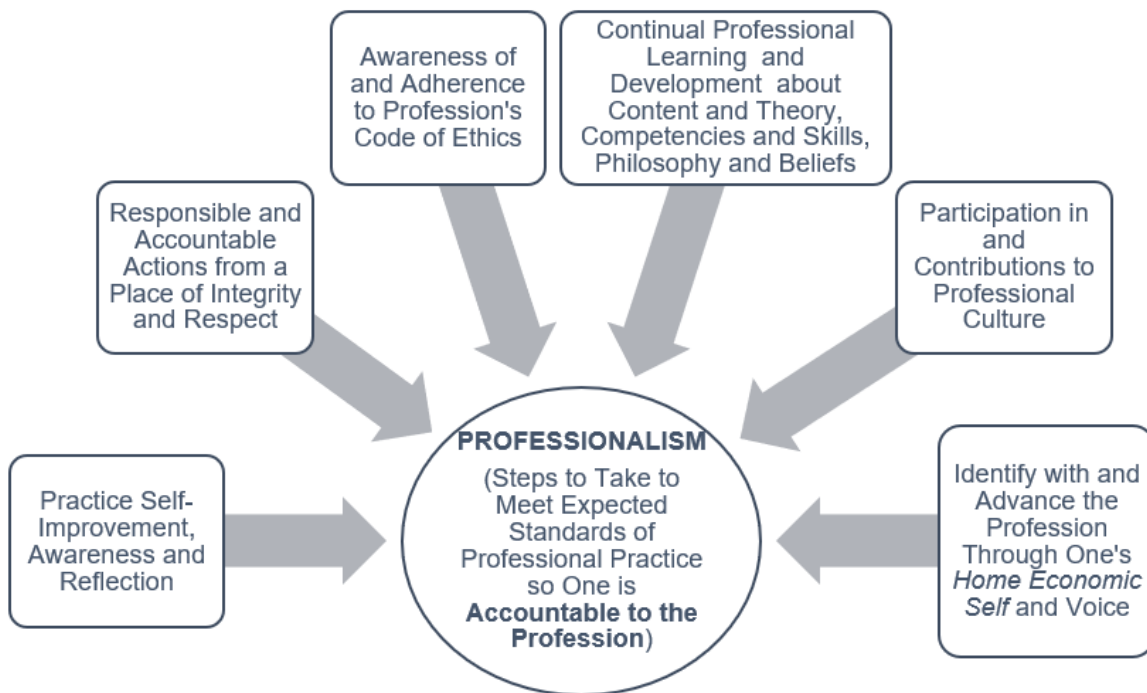 Awareness of
and Adherence
to Profession's
Code of Ethics
Continual Professional
Learning and
Development about
Content and Theory,
Competencies and Skills,
Philosophy and Beliefs
Responsible and
Accountable
Actions from a
Place of Integrity
and Respect
Participation in
and
Contributions to
Professional
Culture
Practice Self-
Improvement,
Awareness and
Reflection
PROFESSIONALISM
(Steps to Take to
Meet Expected
Standards of
Professional Practice
so One is
Accountable to the
Profession)
Identify with and
Advance the
Profession
Through One's
Home Economic
Self and Voice